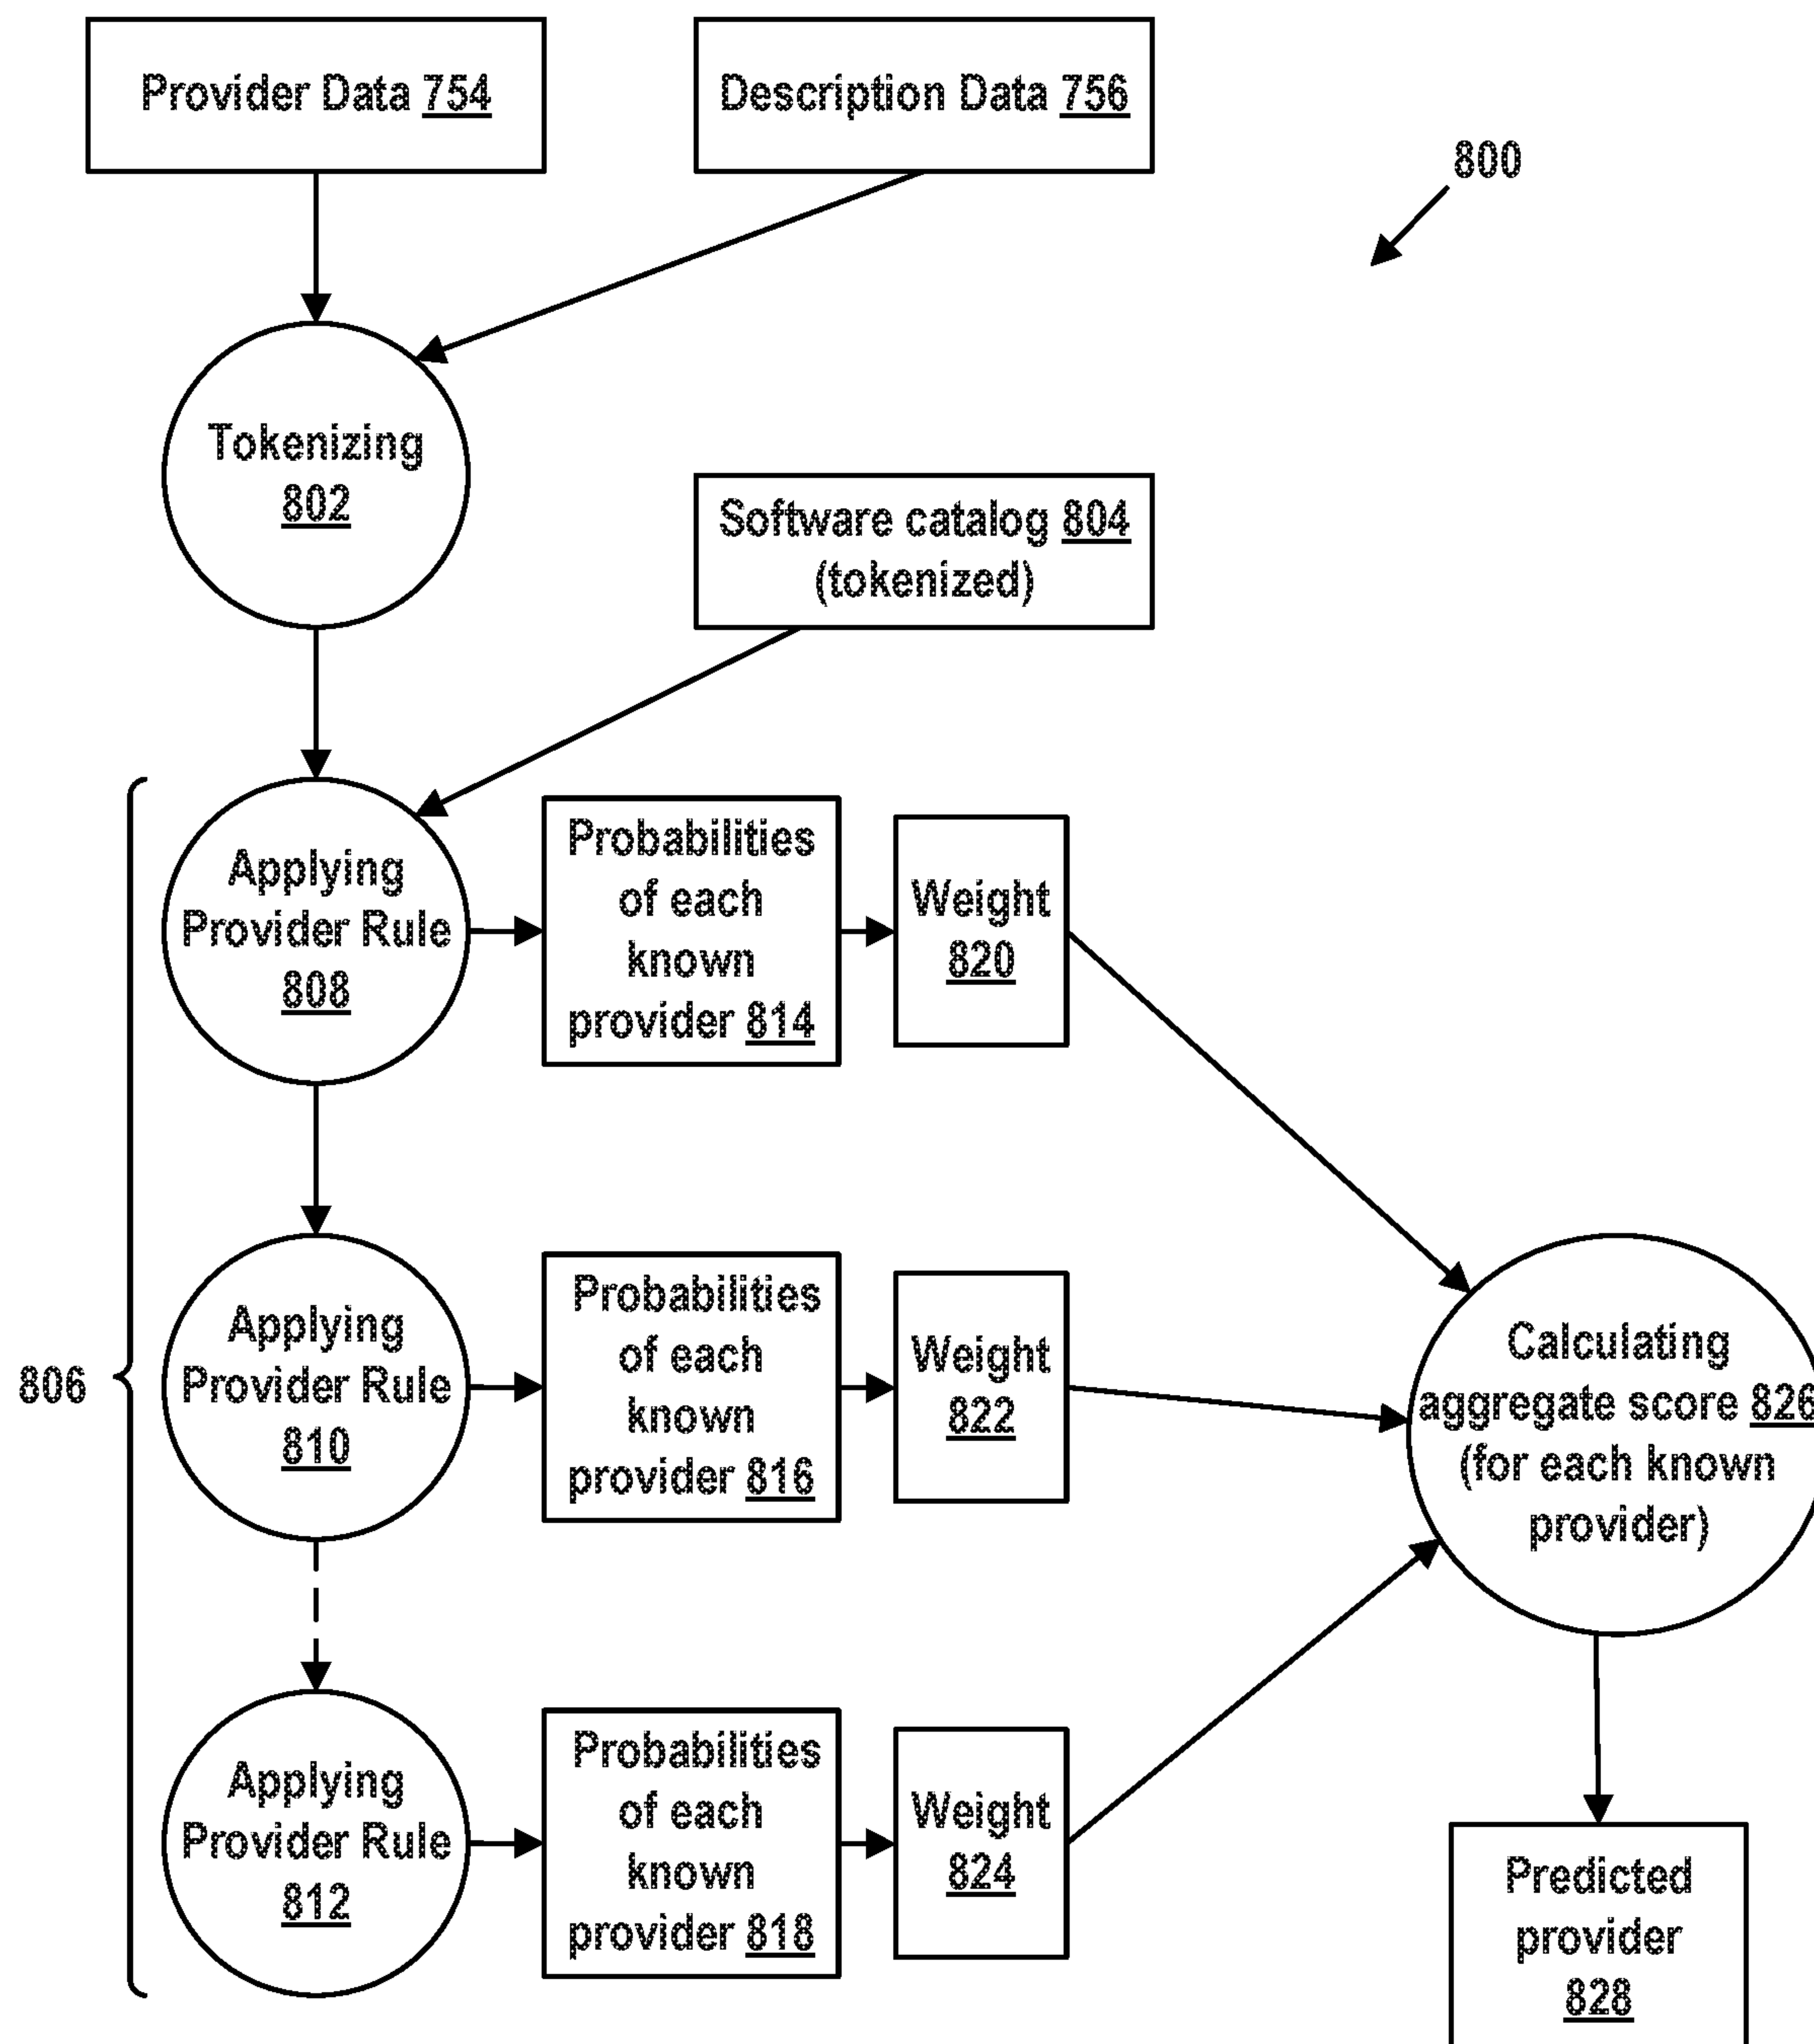 Provider Data 754
Description Data 756
800
Tokenizing
802
Software catalog 804
(tokenized)
Applying
Provider Rule
808
Probabilities
of each
known
provider 814
Weight
820
806
Applying
Provider Rule
810
Probabilities
of each
known
provider 816
Weight
822
Calculating
aggregate score 826
(for each known
provider)
Applying
Provider Rule
812
Probabilities
of each
known
provider 818
Weight
824
Predicted
provider
828